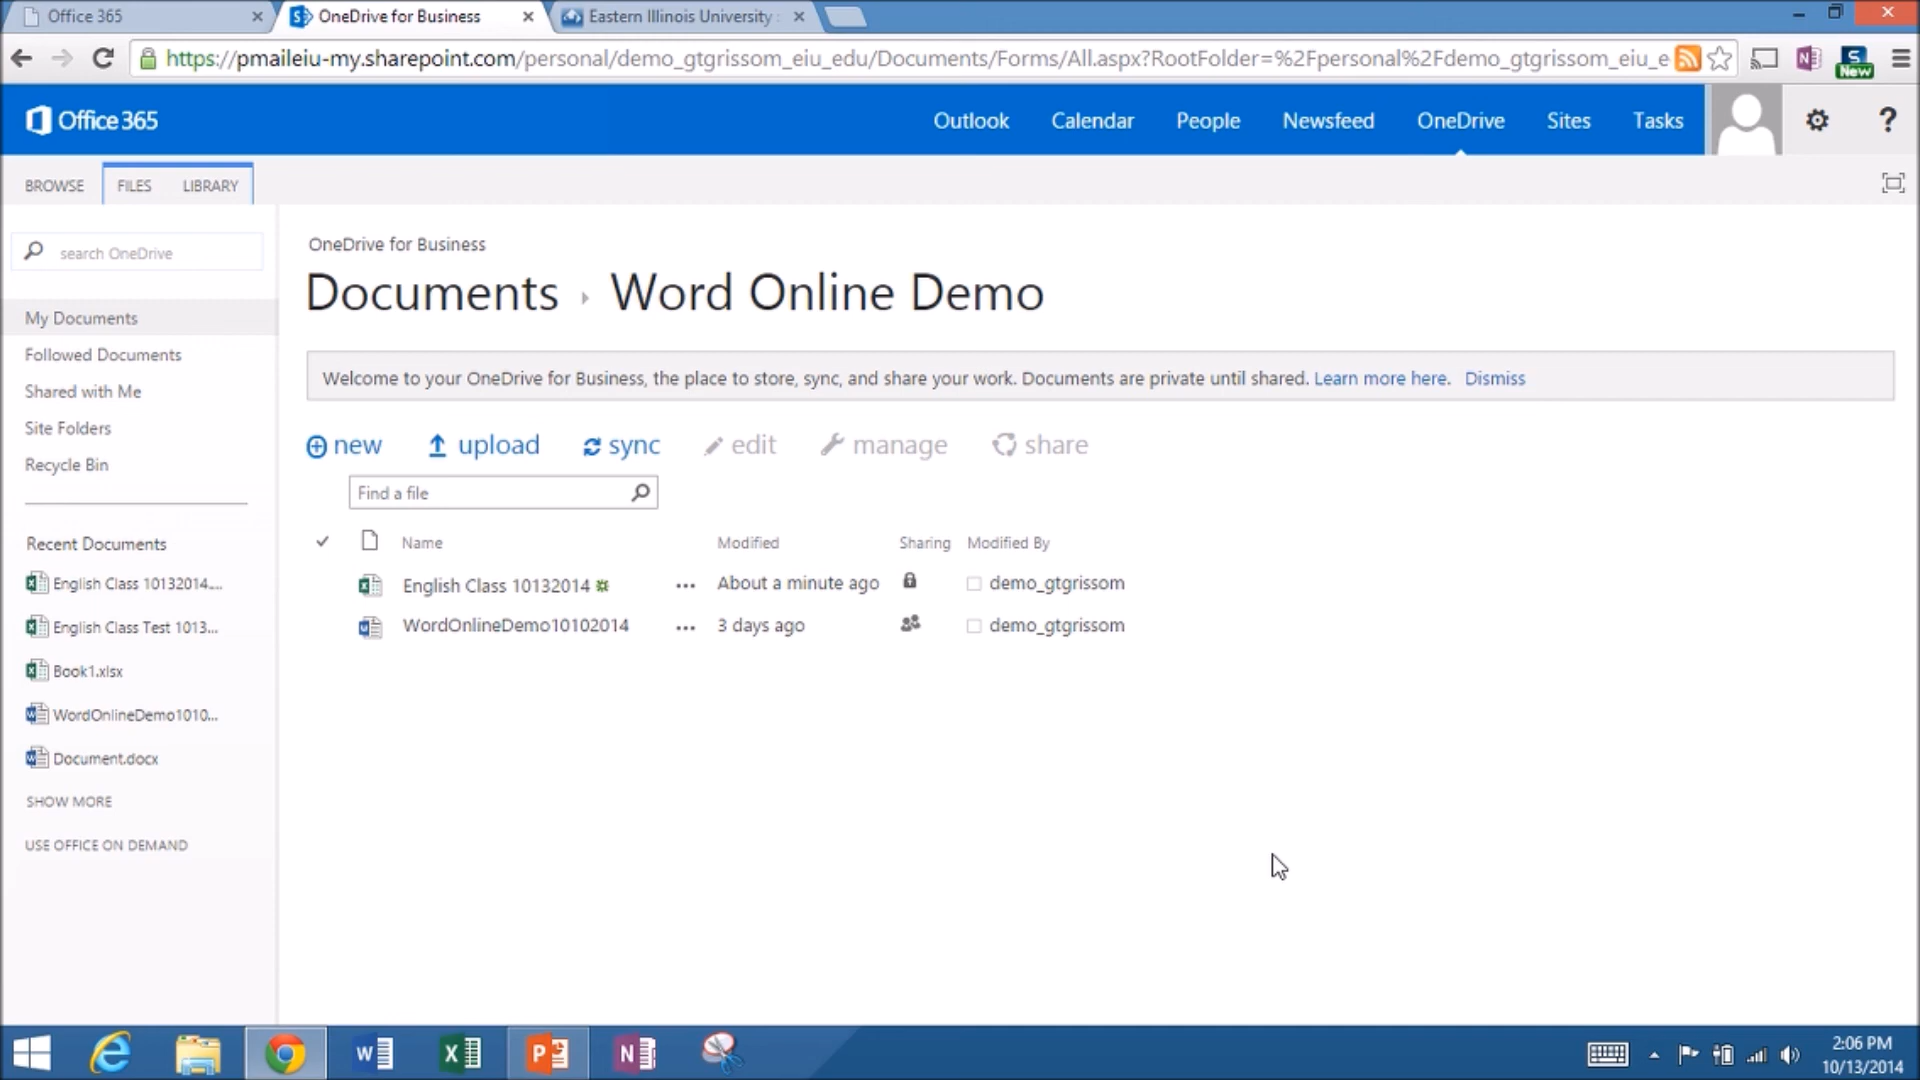 Office 365
OneDrive for Business
Eastern Illinois University
https://pmaileiu-my.sharepoint.com/personal/demo_gtgrissom_eiu_edu/Documents/Forms/All.aspx?RootFolder=%2Fpersonal%2Fdemo_gtgrissom_eiu_e
New
Office 365
Outlook
Calendar
People
Newsfeed
OneDrive
Sites
Tasks
?
BROWSE
FILES
LIBRARY
search OneDrive
My Documents
Followed Documents
Shared with Me
Site Folders
Recycle Bin
Recent Documents
English Class 10132014....
English Class Test 1013...
Book1.xlsx
WordOnlineDemo1010...
Document.docx
SHOW MORE
USE OFFICE ON DEMAND
OneDrive for Business
Documents › Word Online Demo
Welcome to your OneDrive for Business, the place to store, sync, and share your work. Documents are private until shared. Learn more here. Dismiss
new
upload
sync
edit
manage
share
Find a file
Name Modified Sharing Modified By
English Class 10132014 ... About a minute ago demo_gtgrissom
WordOnlineDemo10102014 ... 3 days ago demo_gtgrissom
2:06 PM
10/13/2014